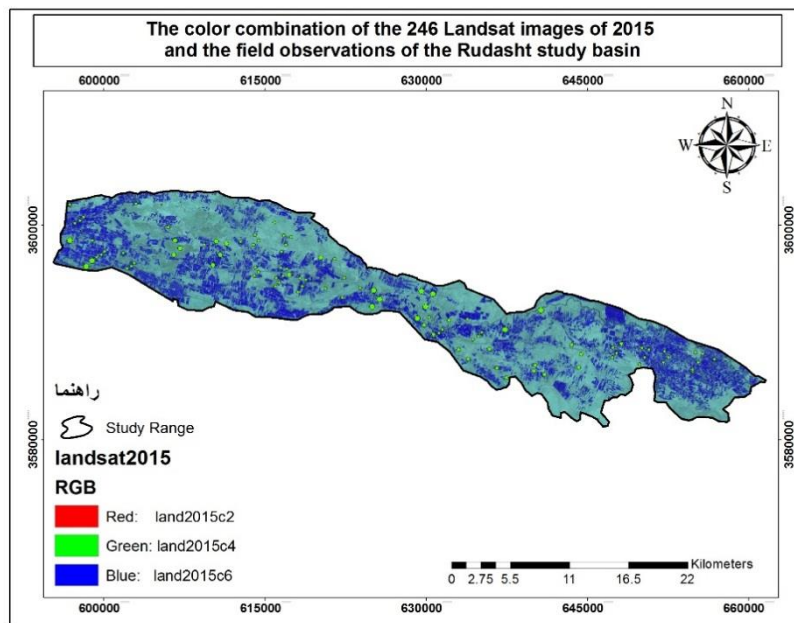 The color combination of the 246 Landsat images of 2015
and the field observations of the Rudasht study basin
600000 615000 630000 645000 660000
N
W E
S
3600000 3600000
راهنما
Study Range
3580000 3580000
landsat2015
RGB
Red: land2015c2
Green: land2015c4
Blue: land2015c6
Kilometers
0 2.75 5.5 11 16.5 22
600000 615000 630000 645000 660000